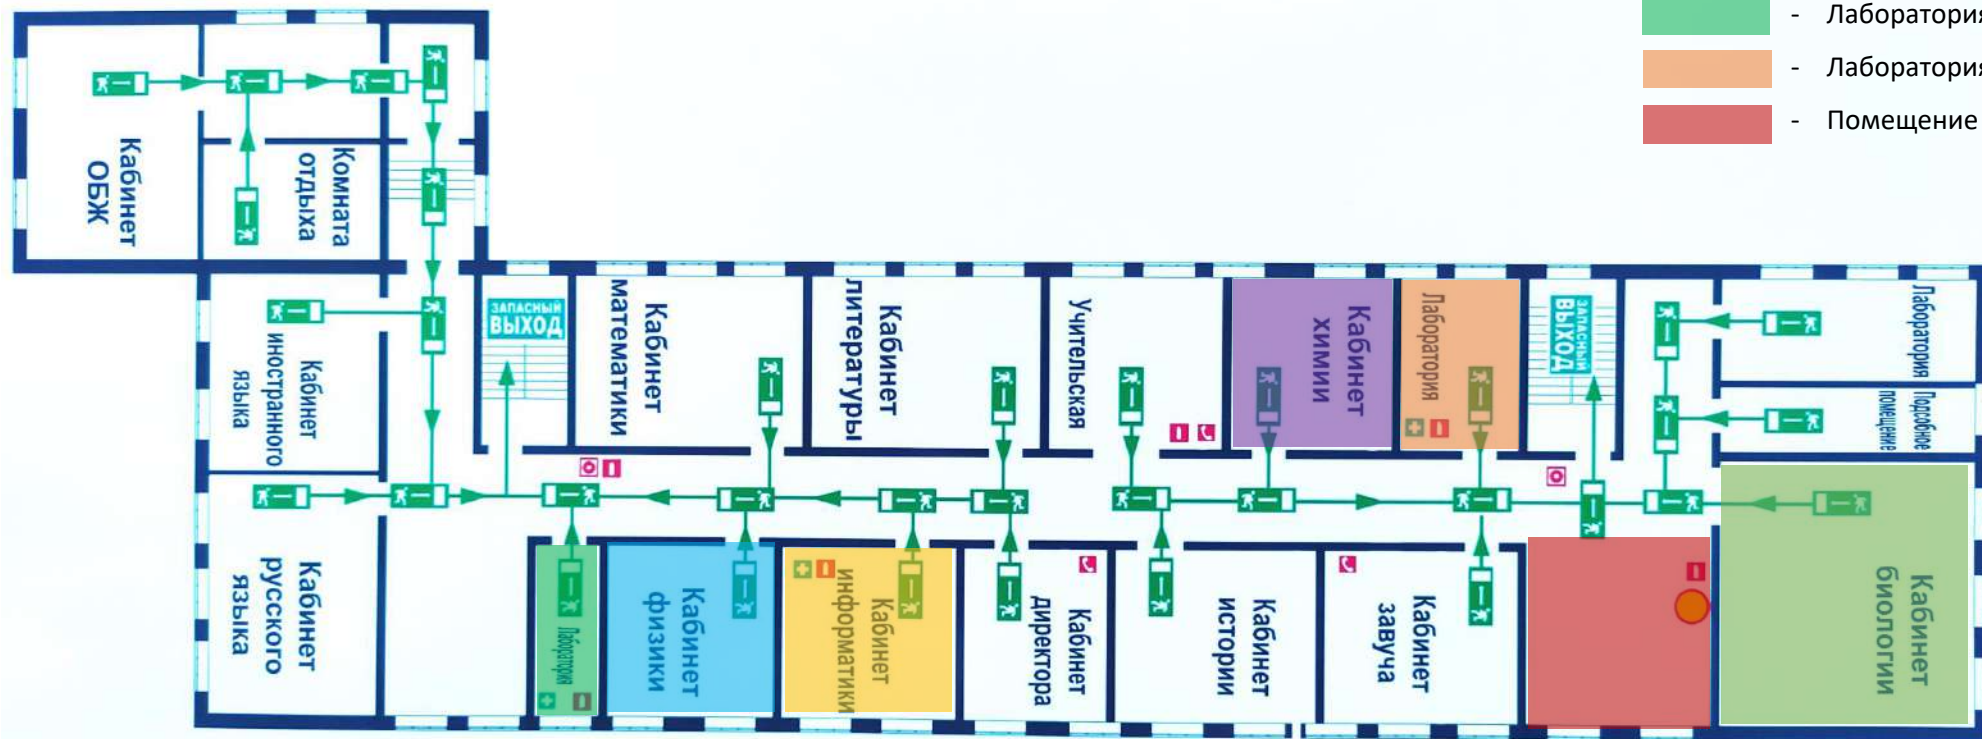 - Лаборатория
- Лаборатория
- Помещение
Кабинет
ОБЖ
Комната
отдыха
Кабинет
иностранного
языка
Кабинет
русского
языка
ЗАПАСНЫЙ
ВЫХОД
Кабинет
математики
Кабинет
литературы
Учительская
Кабинет
химии
Лаборатория
ЗАПАСНЫЙ
ВЫХОД
Лаборатория
Подсобное
помещение
Лаборатория
Кабинет
физики
Кабинет
информатики
Кабинет
директора
Кабинет
истории
Кабинет
завуча
Кабинет
биологии